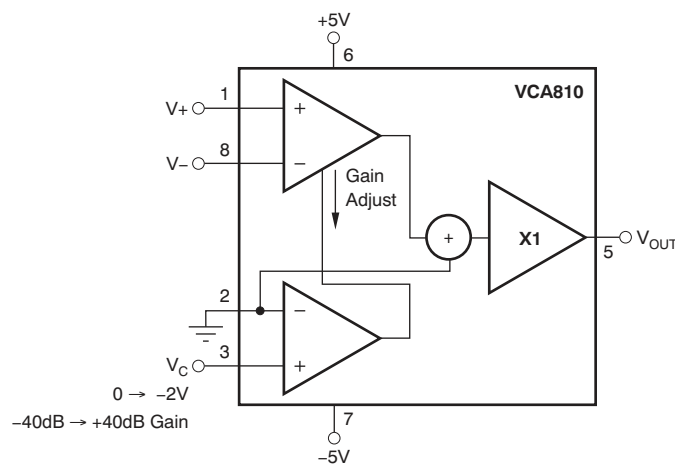 +5V
6
VCA810
1
V+
+
8
V−
−
Gain
Adjust
+
X1
5
VOUT
2
−
3
VC
+
0 → −2V
−40dB → +40dB Gain
7
−5V